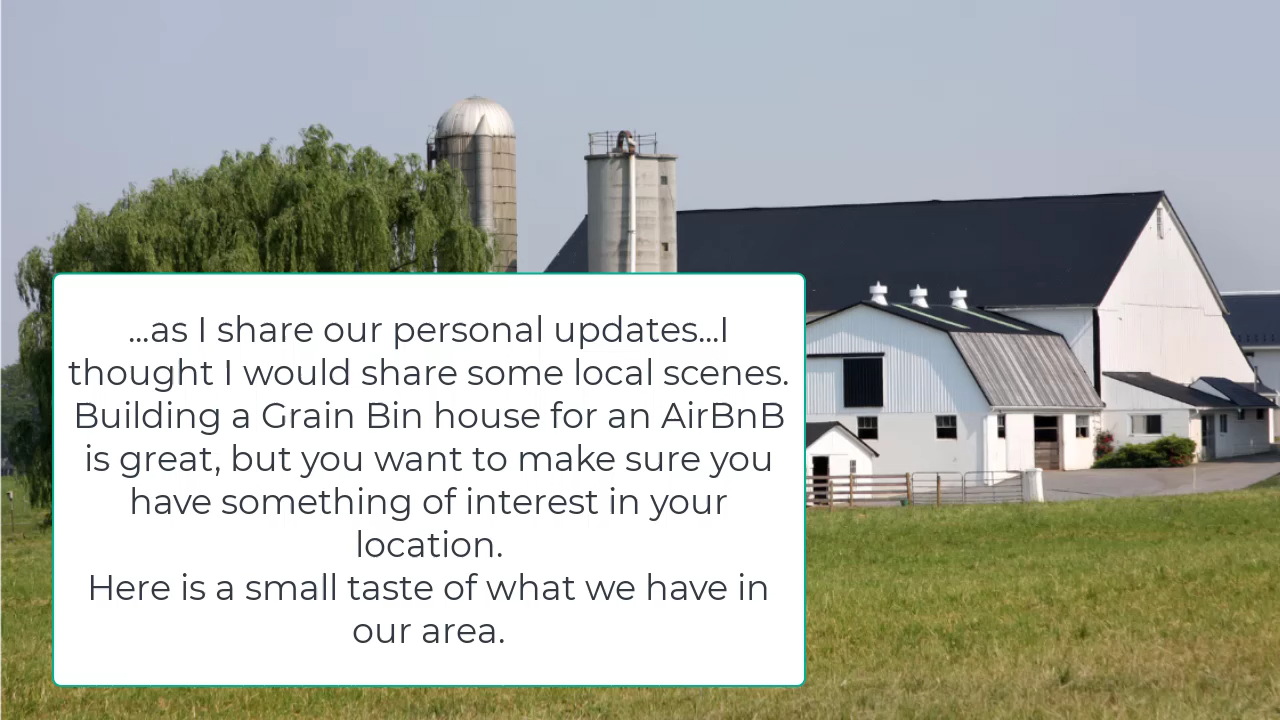 ...as I share our personal updates...I
thought I would share some local scenes.
Building a Grain Bin house for an AirBnB
is great, but you want to make sure you
have something of interest in your
location.
Here is a small taste of what we have in
our area.